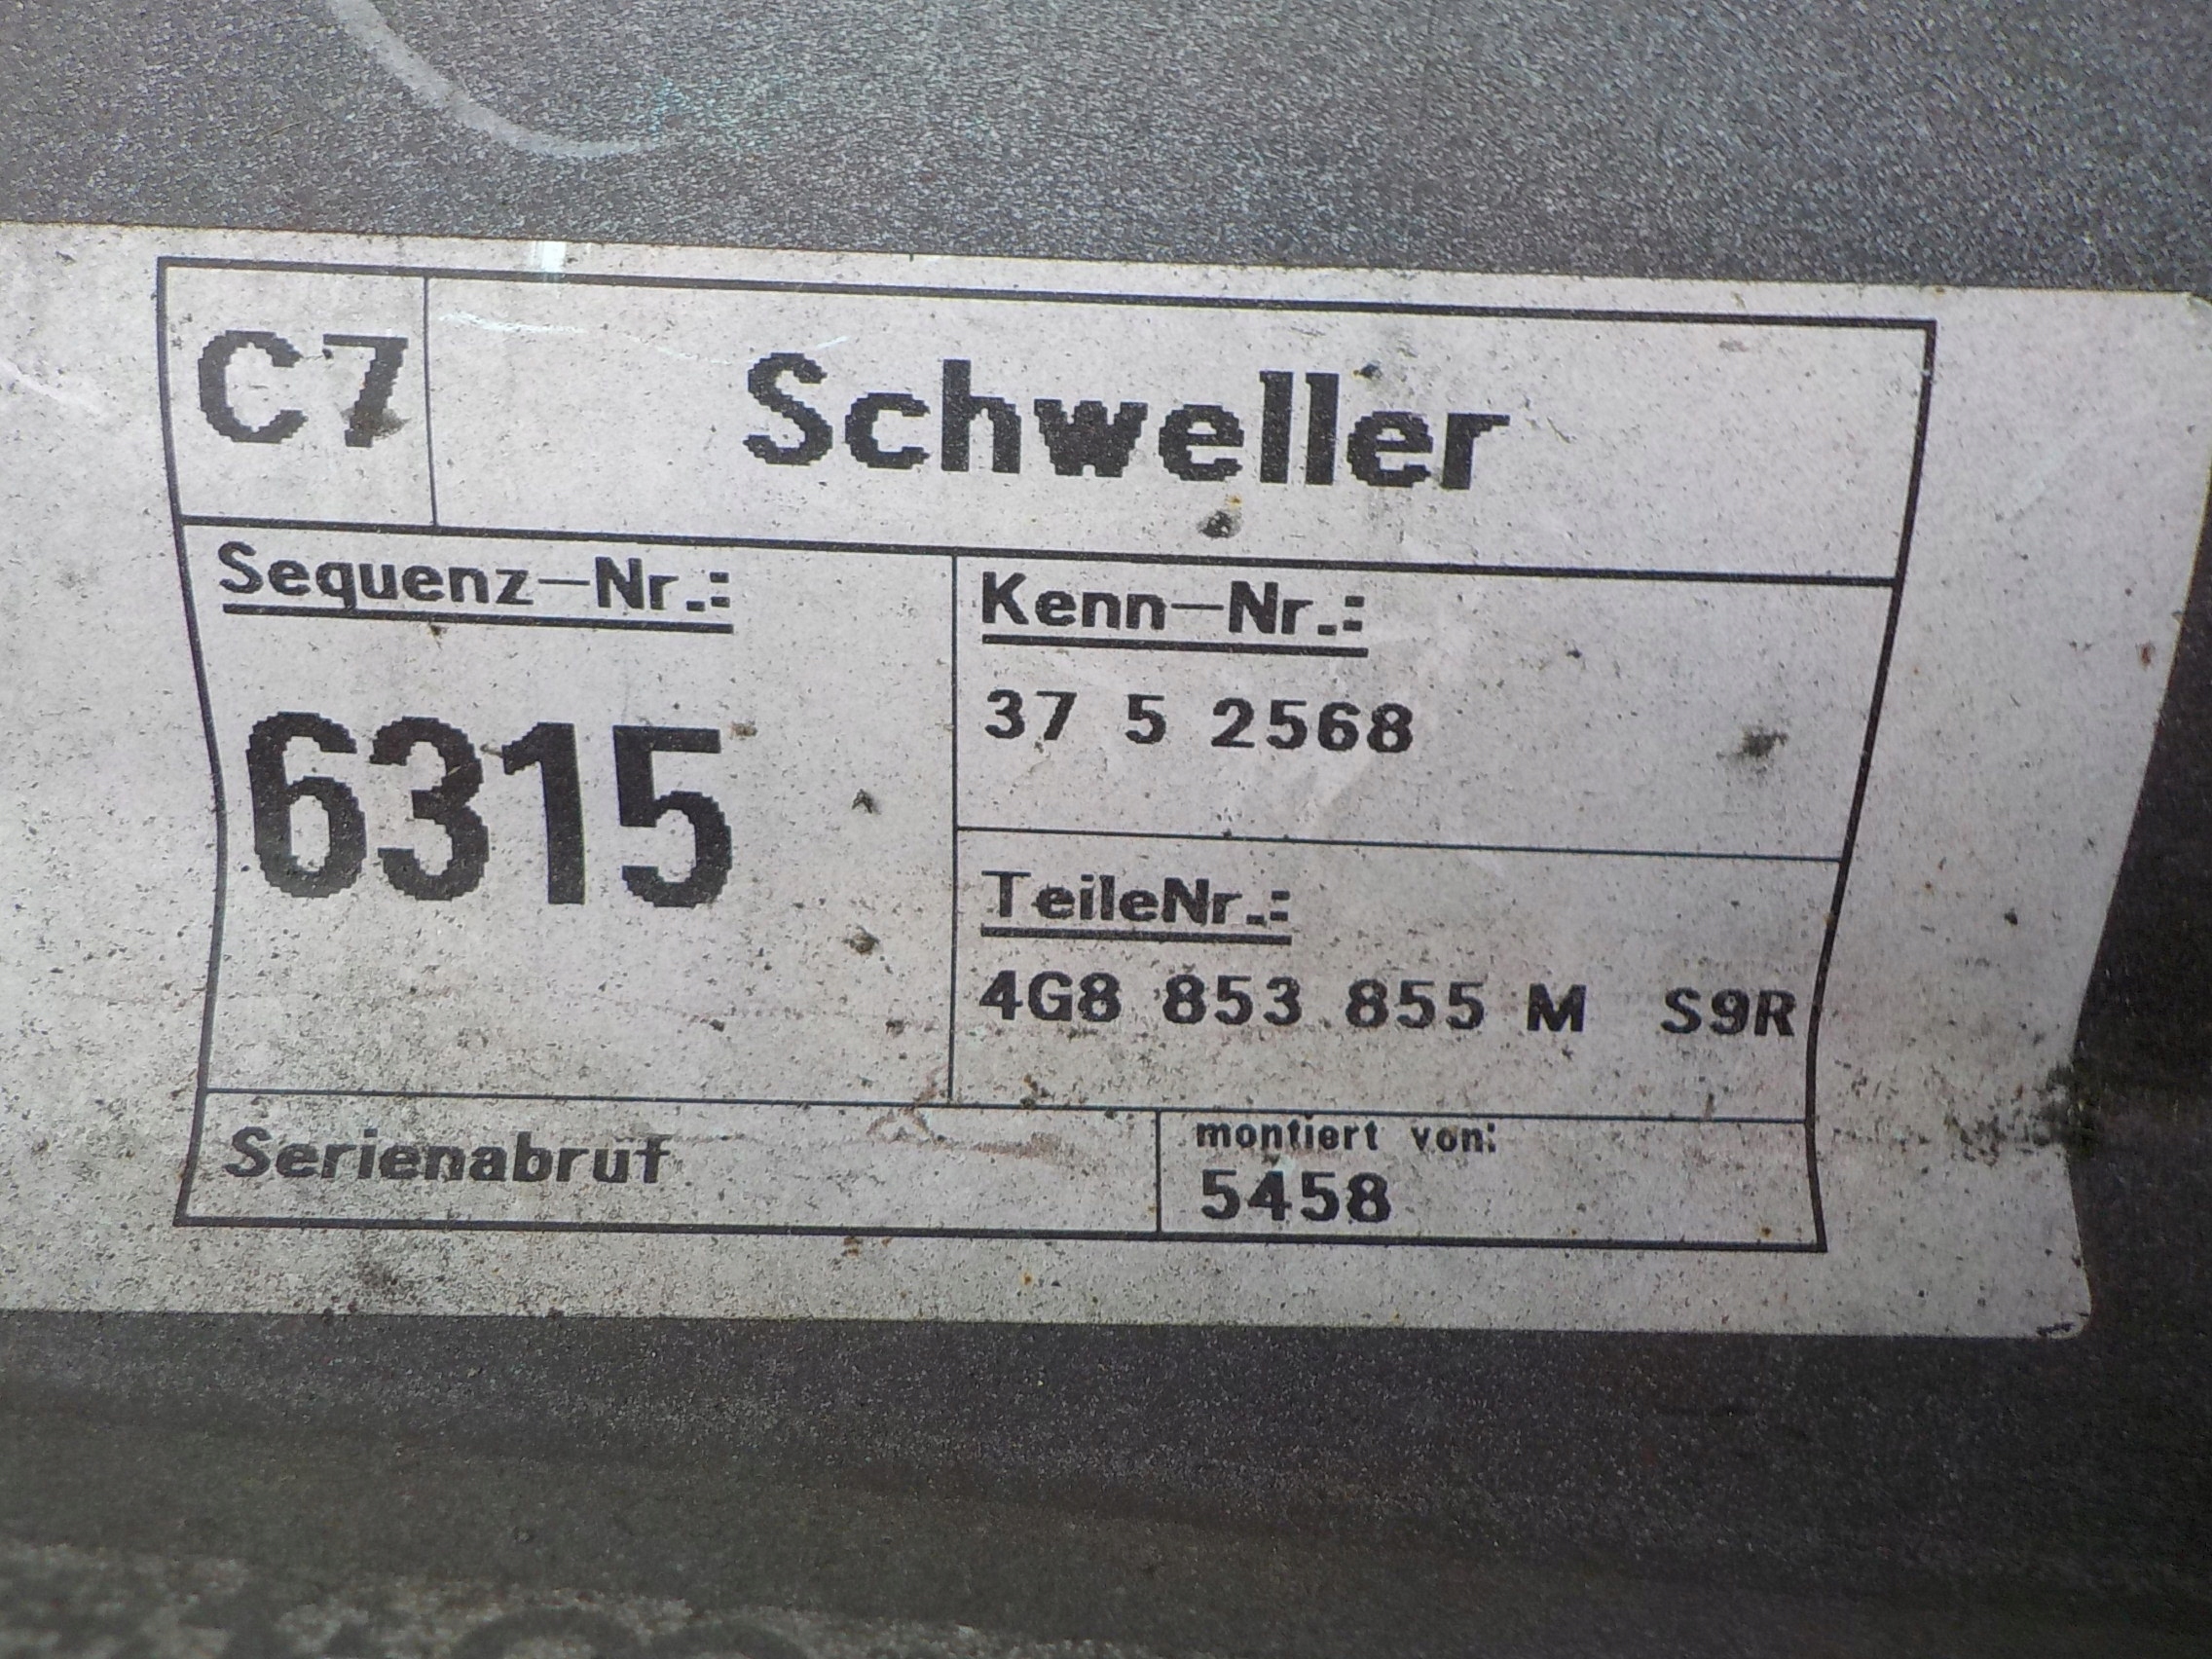 C7 Schweller
Sequenz-Nr.:
6315
Kenn-Nr.:
37 5 2568
TeileNr.:
4G8 853 855 M S9R
Serienabruf
montiert von:
5458